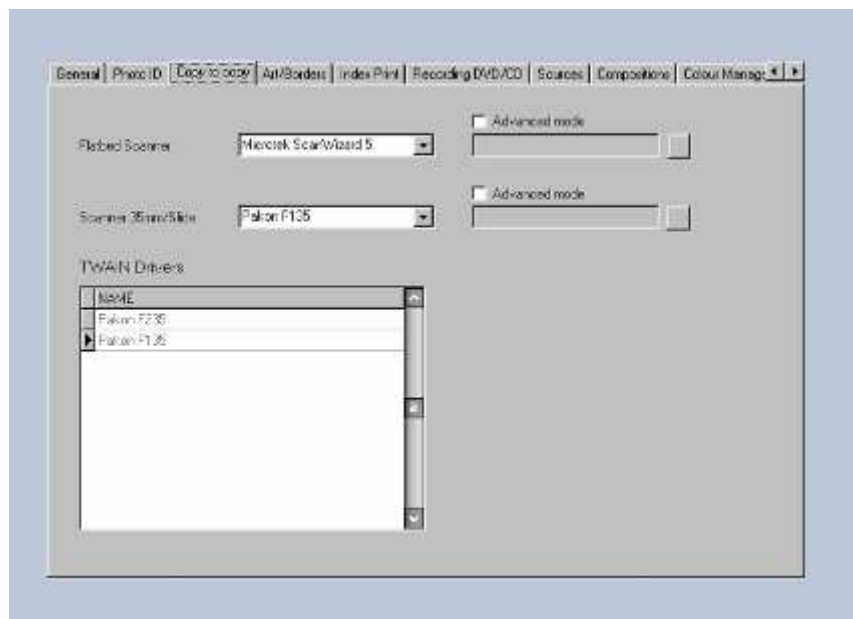 General Photo ID Copy to copy Art/Borders Index Print Recording DVD/CD Sources Compositions Colour Manage
Advanced mode
Flatbed Scanner Microtek ScanWizard 5
Advanced mode
Scanner 35mm/Slide Pakon F135
TWAIN Drivers
NAME
Pakon F235
Pakon F135